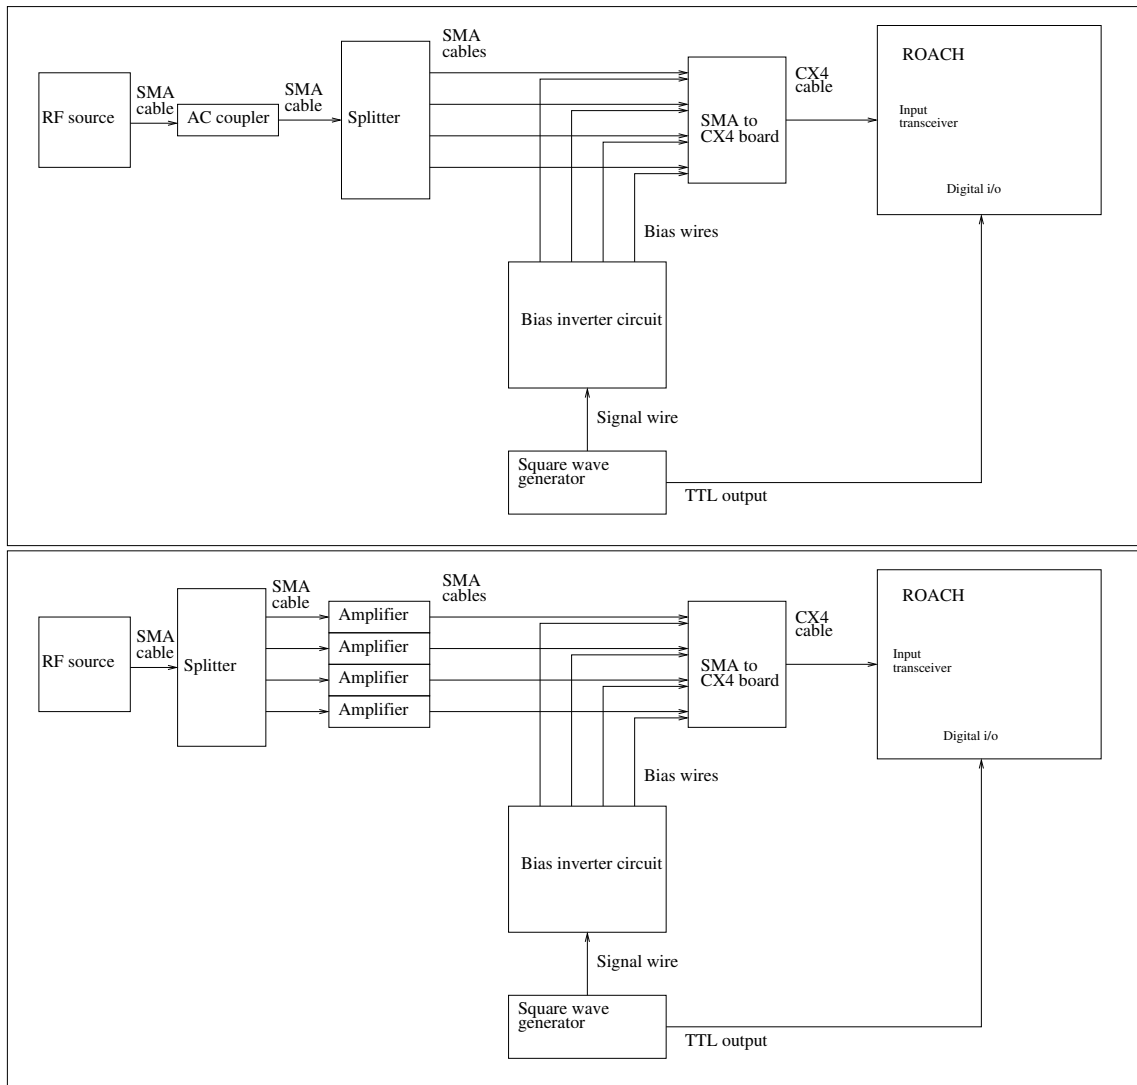 SMA
cables
ROACH
SMA
cable
SMA
cable
CX4
cable
RF source
AC coupler
Splitter
SMA to
CX4 board
Input
transceiver
Digital i/o
Bias wires
Bias inverter circuit
Signal wire
Square wave
generator
TTL output
SMA
cable
SMA
cables
ROACH
Amplifier
CX4
cable
SMA
cable
Amplifier
RF source
Splitter
SMA to
CX4 board
Input
transceiver
Amplifier
Amplifier
Digital i/o
Bias wires
Bias inverter circuit
Signal wire
Square wave
generator
TTL output